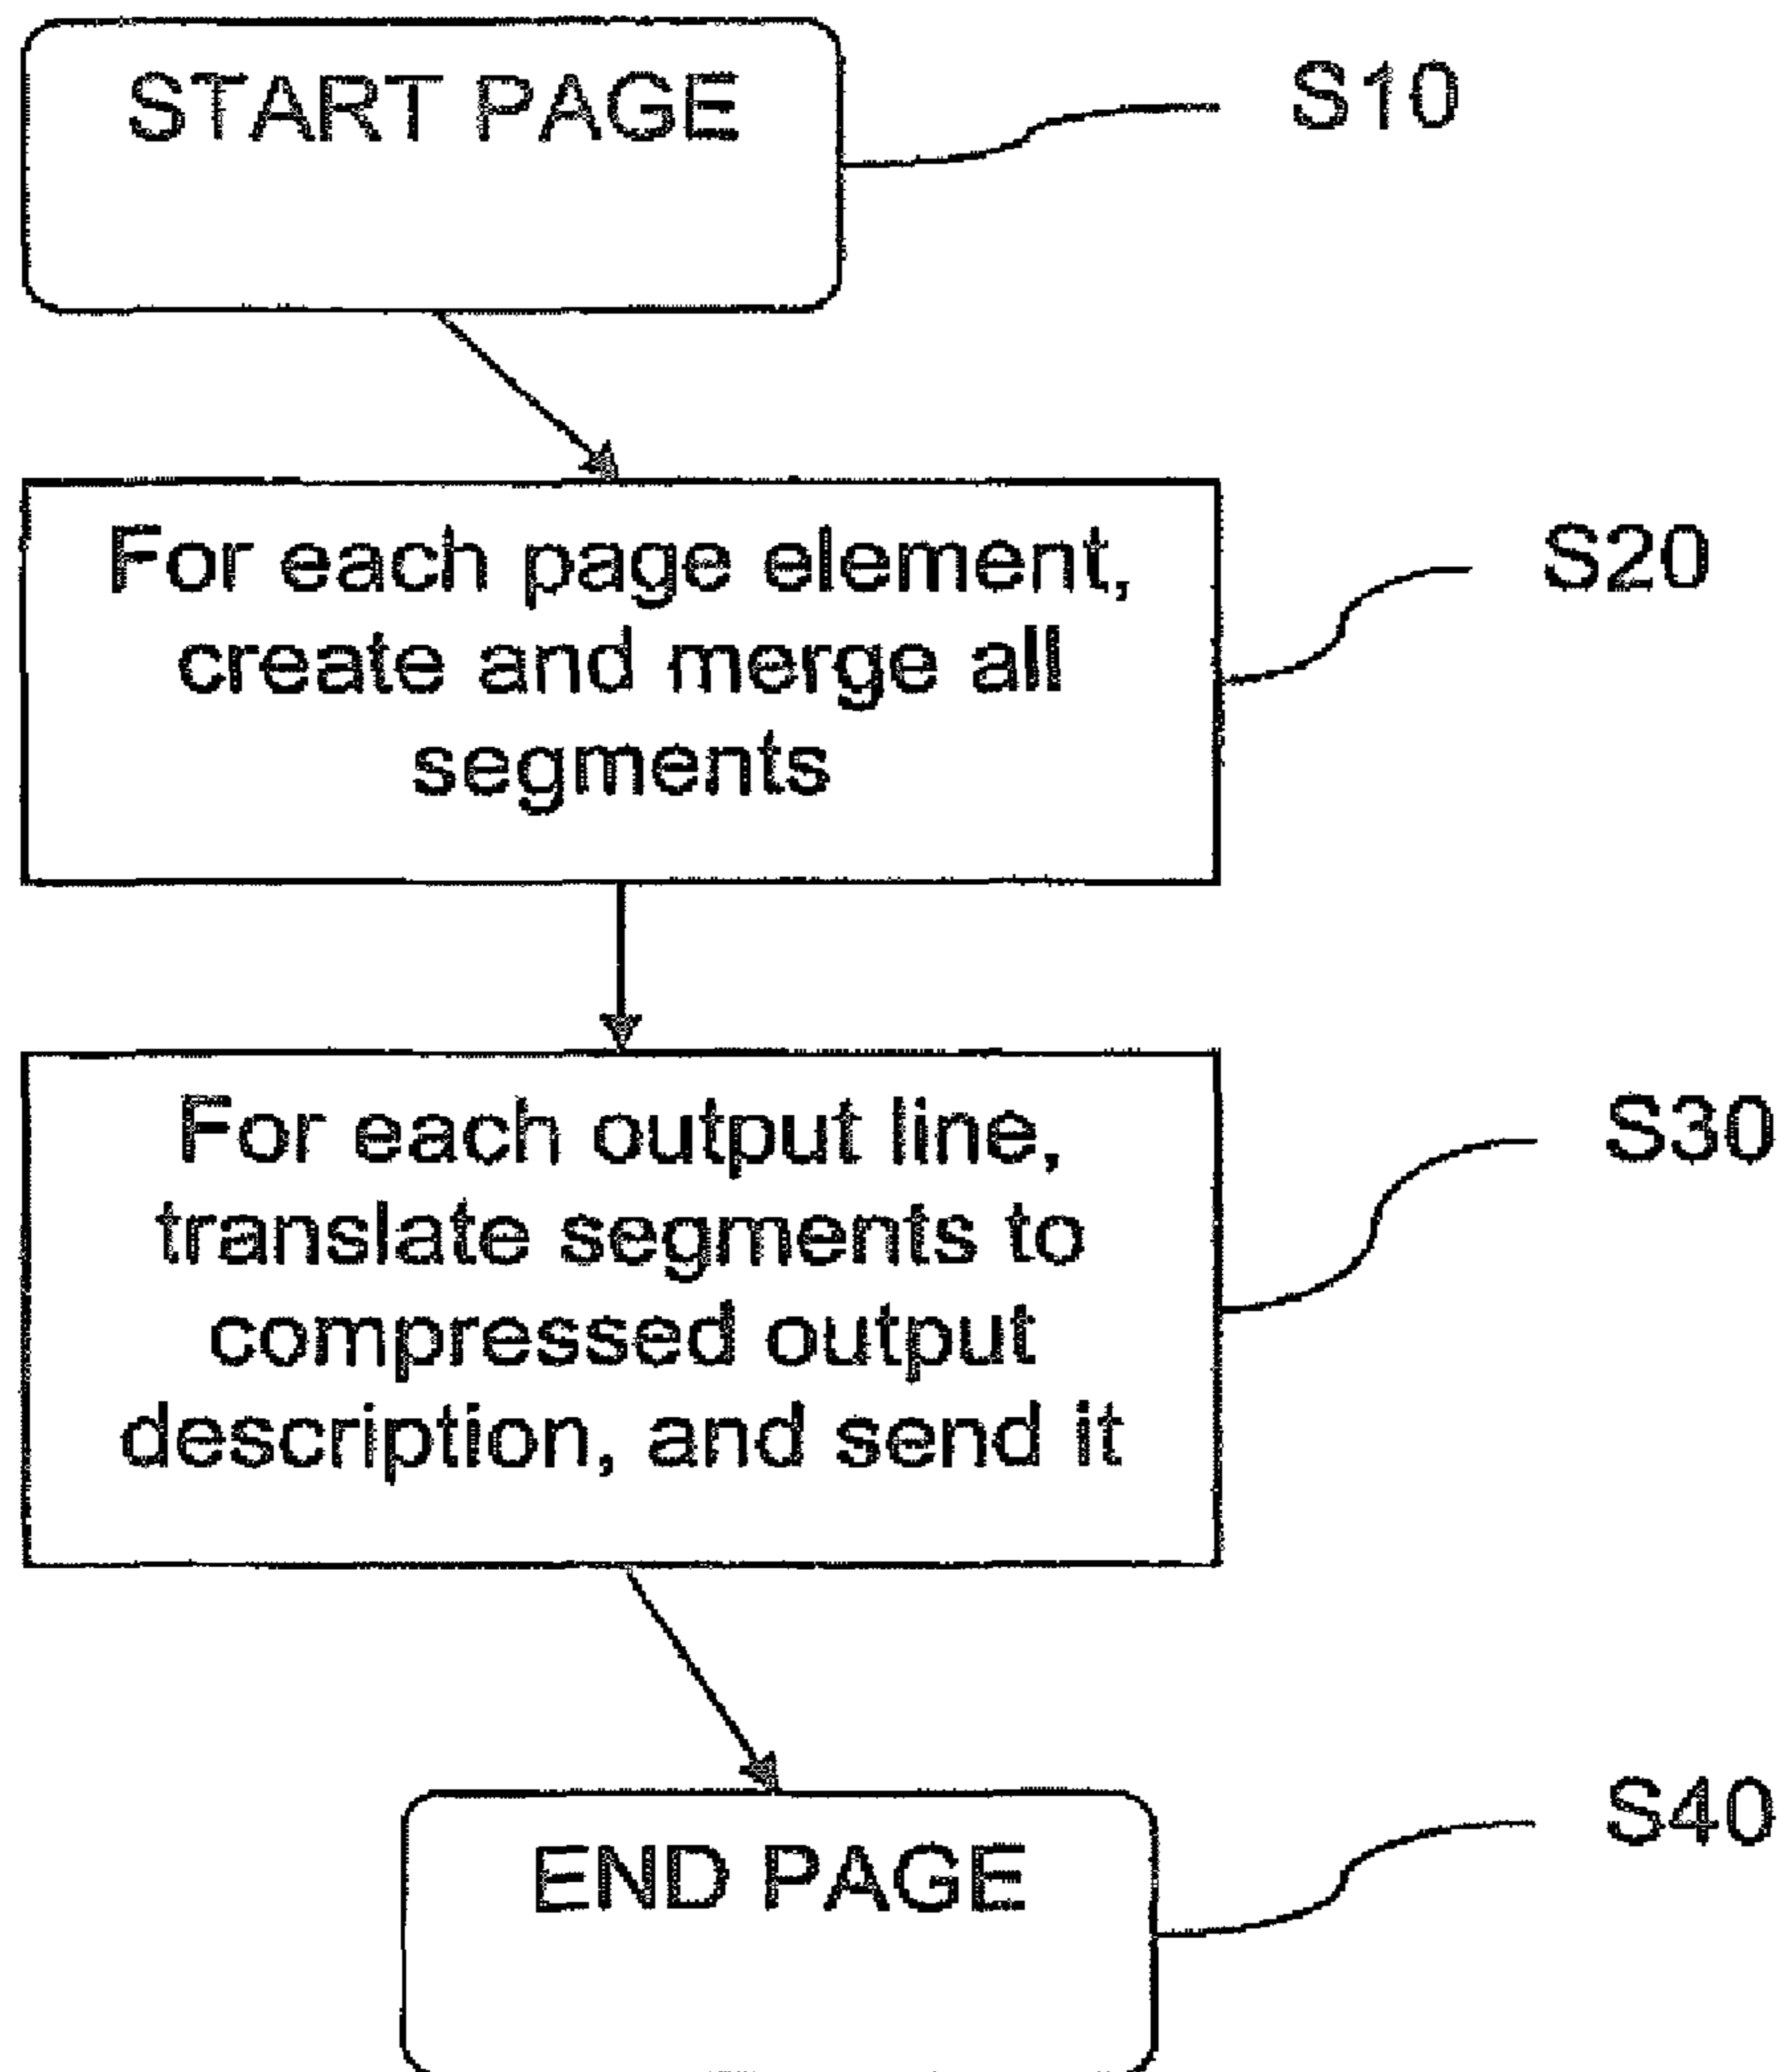 START PAGE
S10
For each page element,
create and merge all
segments
S20
For each output line,
translate segments to
compressed output
description, and send it
S30
END PAGE
S40